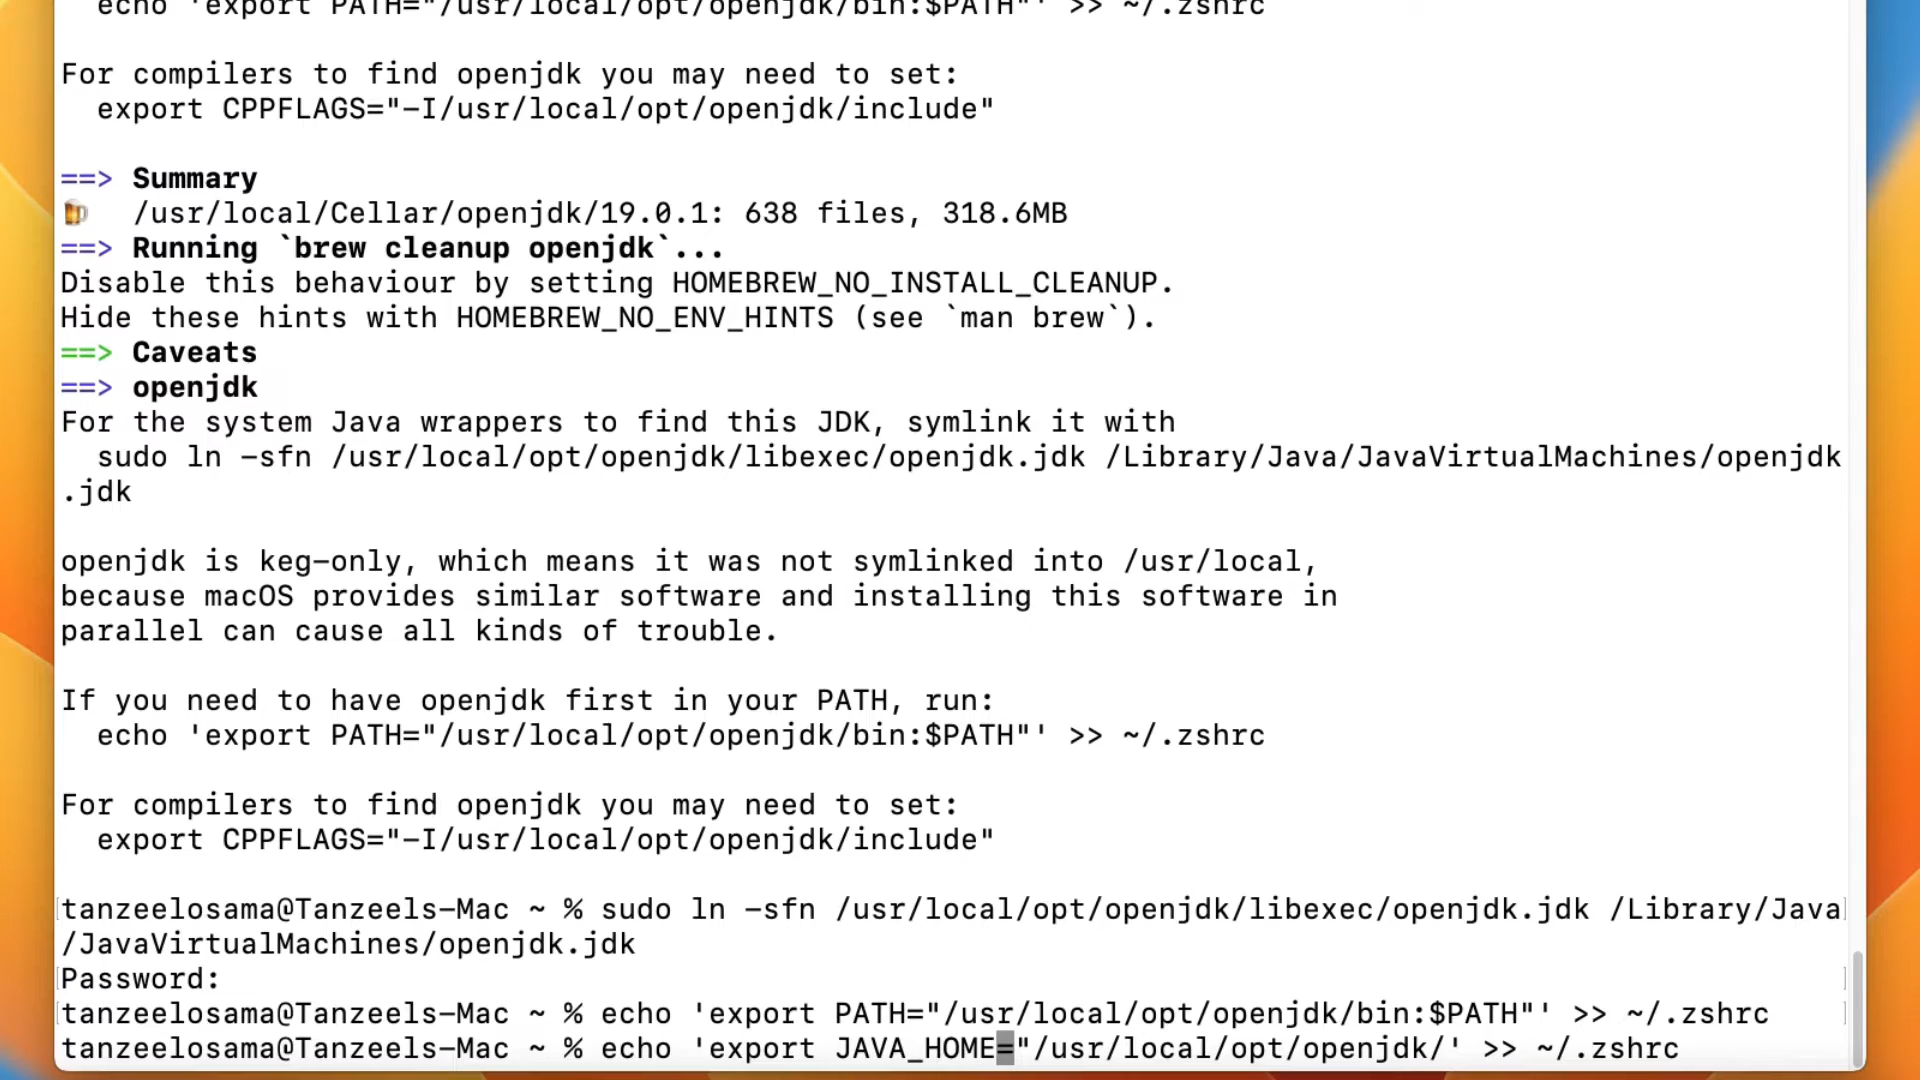 echo 'export PATH="/usr/local/opt/openjdk/bin:$PATH"' >> ~/.zshrc
For compilers to find openjdk you may need to set:
export CPPFLAGS="-I/usr/local/opt/openjdk/include"
==> Summary
🍺 /usr/local/Cellar/openjdk/19.0.1: 638 files, 318.6MB
==> Running `brew cleanup openjdk`...
Disable this behaviour by setting HOMEBREW_NO_INSTALL_CLEANUP.
Hide these hints with HOMEBREW_NO_ENV_HINTS (see `man brew`).
==> Caveats
==> openjdk
For the system Java wrappers to find this JDK, symlink it with
sudo ln -sfn /usr/local/opt/openjdk/libexec/openjdk.jdk /Library/Java/JavaVirtualMachines/openjdk
.jdk
openjdk is keg-only, which means it was not symlinked into /usr/local,
because macOS provides similar software and installing this software in
parallel can cause all kinds of trouble.
If you need to have openjdk first in your PATH, run:
echo 'export PATH="/usr/local/opt/openjdk/bin:$PATH"' >> ~/.zshrc
For compilers to find openjdk you may need to set:
export CPPFLAGS="-I/usr/local/opt/openjdk/include"
tanzeelosama@Tanzeels-Mac ~ % sudo ln -sfn /usr/local/opt/openjdk/libexec/openjdk.jdk /Library/Java
/JavaVirtualMachines/openjdk.jdk
Password:
tanzeelosama@Tanzeels-Mac ~ % echo 'export PATH="/usr/local/opt/openjdk/bin:$PATH"' >> ~/.zshrc
tanzeelosama@Tanzeels-Mac ~ % echo 'export JAVA_HOME="/usr/local/opt/openjdk/' >> ~/.zshrc